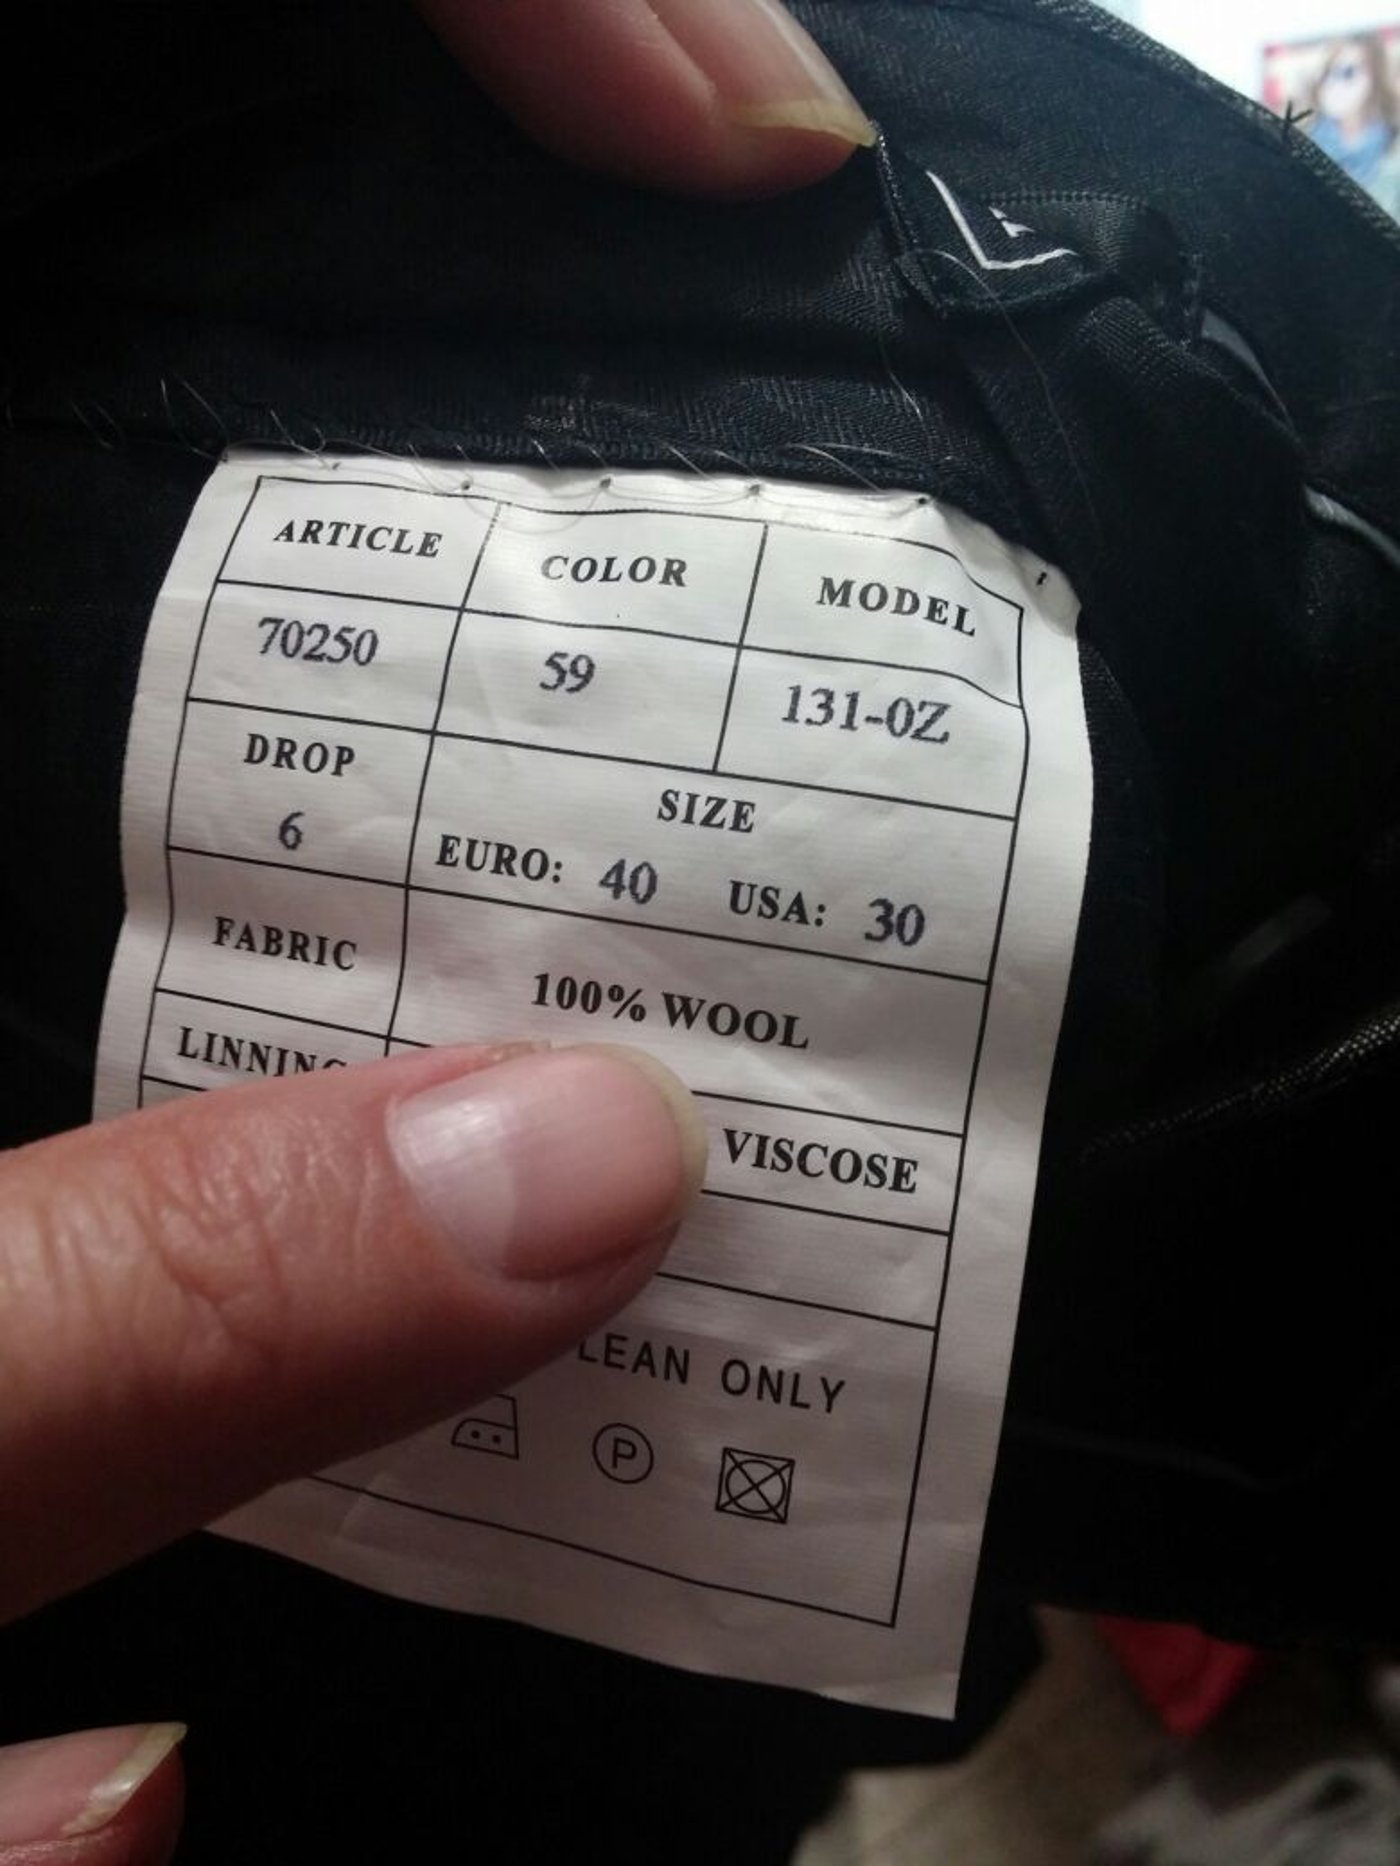 ARTICLE COLOR MODEL
70250 59 131-0Z
DROP SIZE
6 EURO: 40 USA: 30
FABRIC 100% WOOL
VISCOSE
ONLY
P